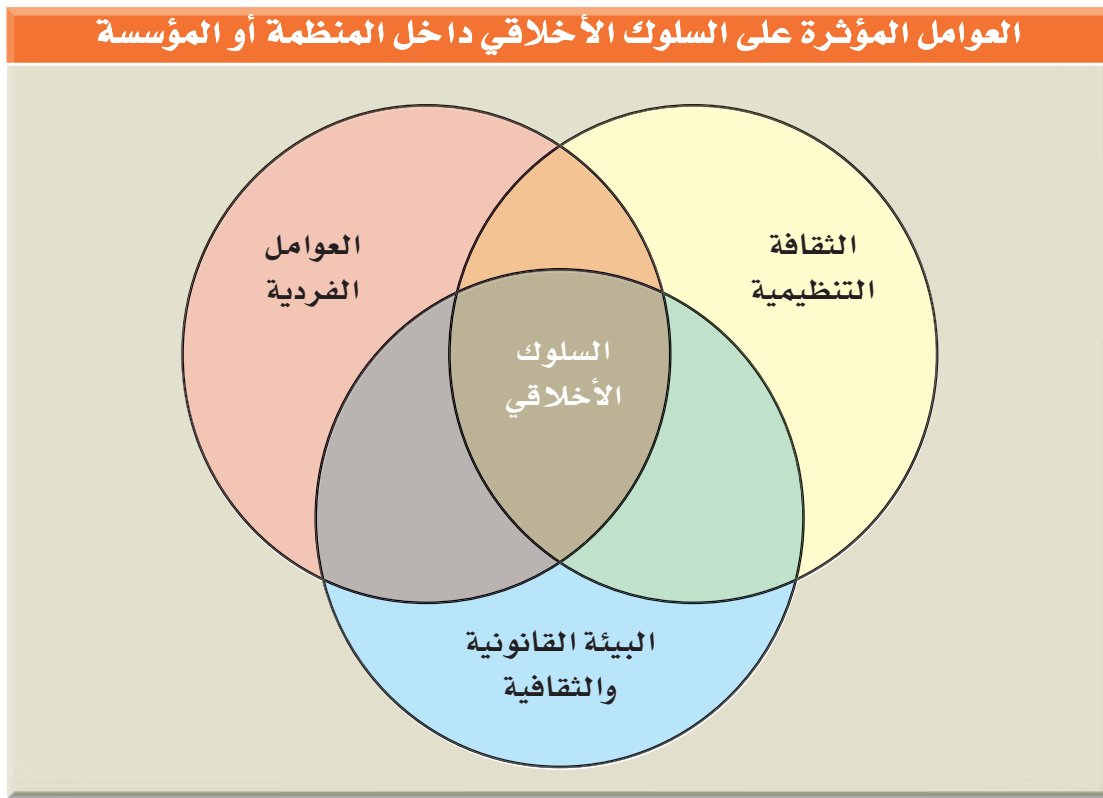 العوامل المؤثرة على السلوك الأخلاقي داخل المنظمة أو المؤسسة
الثقافة
التنظيمية
العوامل
الفردية
السلوك
الأخلاقي
البيئة القانونية
والثقافية